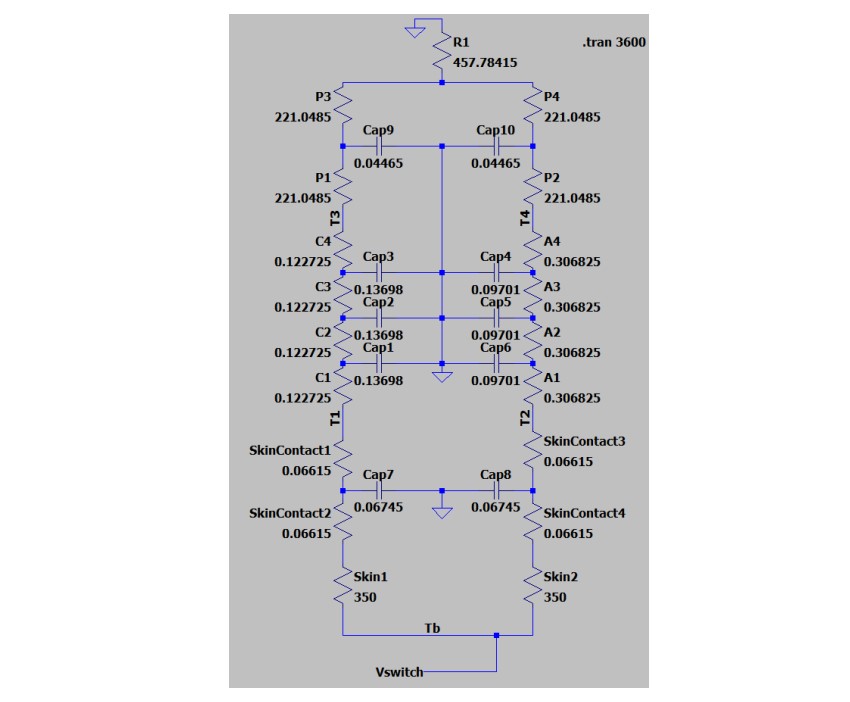 R1
.tran 3600
457.78415
P3
P4
221.0485
221.0485
Cap9
Cap10
0.04465
0.04465
P1
P2
221.0485
221.0485
T3
T4
C4
A4
0.122725
Cap3
Cap4
0.306825
C3
0.13698
0.09701
A3
0.122725
Cap2
Cap5
0.306825
C2
0.13698
0.09701
A2
0.122725
Cap1
Cap6
0.306825
C1
0.13698
0.09701
A1
0.122725
0.306825
T1
T2
SkinContact1
SkinContact3
0.06615
0.06615
Cap7
Cap8
0.06745
0.06745
SkinContact2
SkinContact4
0.06615
0.06615
Skin1
Skin2
350
350
Tb
Vswitch